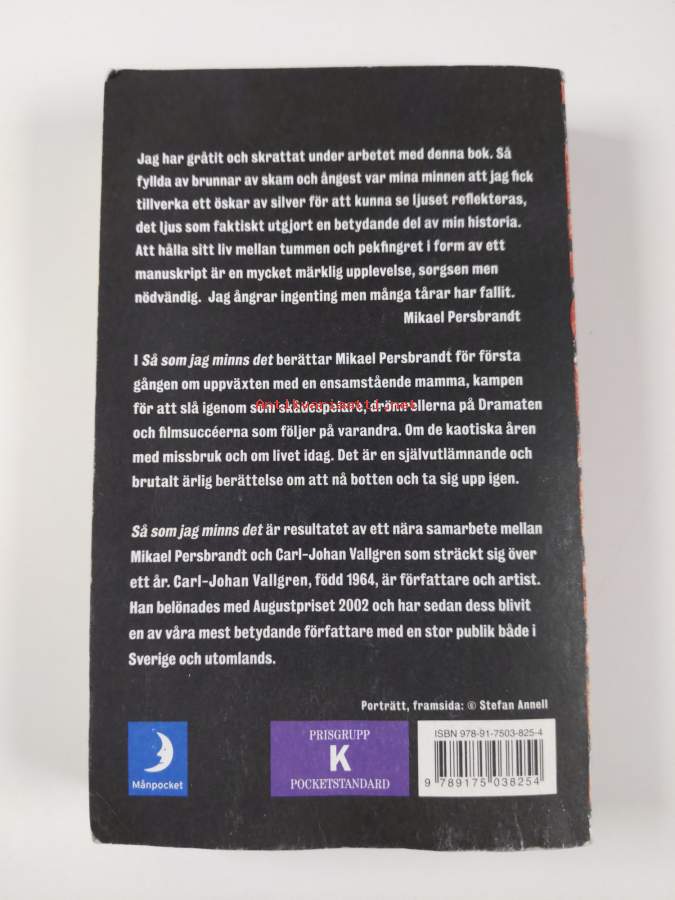 Jag har gråtit och skrattat under arbetet med denna bok. Så
fyllda av brunnar av skam och ångest var mina minnen att jag fick
tillverka ett öskar av silver för att kunna se ljuset reflekteras,
det ljus som faktiskt utgjort en betydande del av min historia.
Att hålla sitt liv mellan tummen och pekfingret i form av ett
manuskript är en mycket märklig upplevelse, sorgsen men
nödvändig. Jag ångrar ingenting men många tårar har fallit.
Mikael Persbrandt
I Så som jag minns det berättar Mikael Persbrandt för första
gången om uppväxten med en ensamstående mamma, kampen
för att slå igenom som skådespelare, drömrollerna på Dramaten
och filmsuccéerna som följer på varandra. Om de kaotiska åren
med missbruk och om livet idag. Det är en självutlämnande och
brutalt ärlig berättelse om att nå botten och ta sig upp igen.
Så som jag minns det är resultatet av ett nära samarbete mellan
Mikael Persbrandt och Carl-Johan Vallgren som sträckt sig över
ett år. Carl-Johan Vallgren, född 1964, är författare och artist.
Han belönades med Augustpriset 2002 och har sedan dess blivit
en av våra mest betydande författare med en stor publik både i
Sverige och utomlands.
Porträtt, framsida: © Stefan Annell
Månpocket
PRISGRUPP
K
POCKETSTANDARD
ISBN 978-91-7503-825-4
9 789175 038254